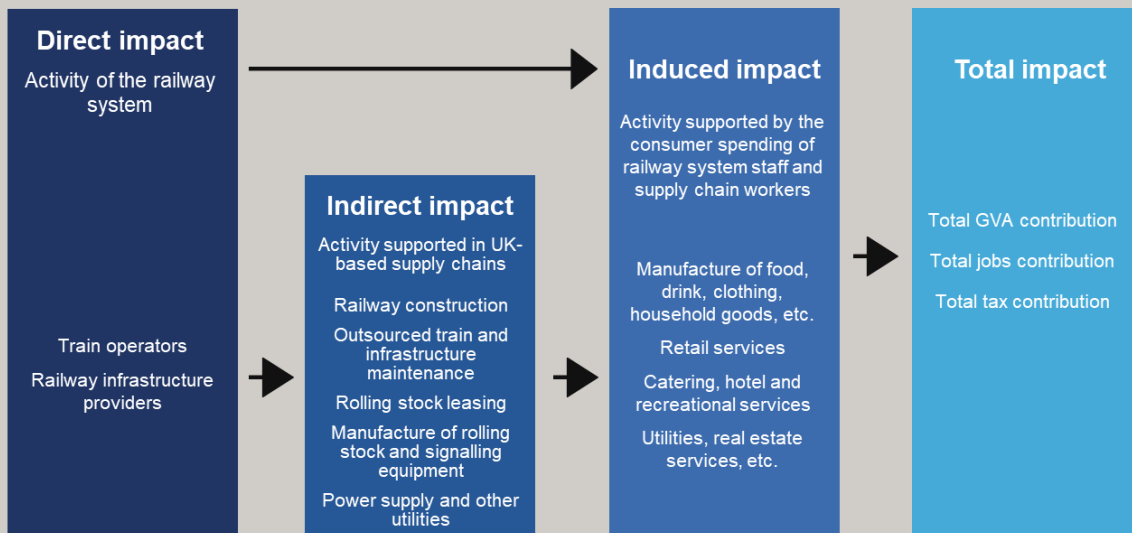 Direct impact
Activity of the railway
system
Train operators
Railway infrastructure
providers
Indirect impact
Activity supported in UK-
based supply chains
Railway construction
Outsourced train and
infrastructure
maintenance
Rolling stock leasing
Manufacture of rolling
stock and signalling
equipment
Power supply and other
utilities
Induced impact
Activity supported by the
consumer spending of
railway system staff and
supply chain workers
Manufacture of food,
drink, clothing,
household goods, etc.
Retail services
Catering, hotel and
recreational services
Utilities, real estate
services, etc.
Total impact
Total GVA contribution
Total jobs contribution
Total tax contribution